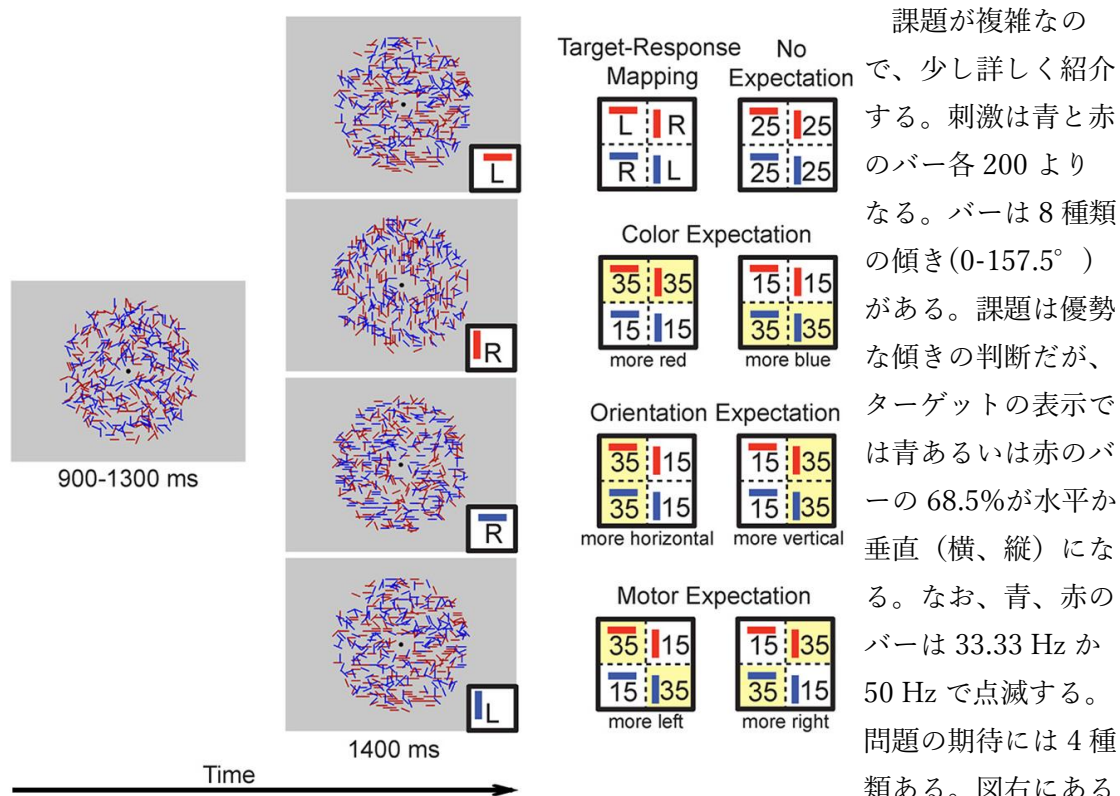 L
R
R
L
900-1300 ms
1400 ms
Time
Target-Response
Mapping
L R
R L
No
Expectation
25 25
25 25
Color Expectation
35 35
15 15
more red
15 15
35 35
more blue
Orientation Expectation
35 15
35 15
more horizontal
15 35
15 35
more vertical
Motor Expectation
35 15
15 35
more left
15 35
35 15
more right
課題が複雑なの
で、少し詳しく紹介
する。刺激は青と赤
のバー各 200 より
なる。バーは 8 種類
の傾き(0-157.5°)
がある。課題は優勢
な傾きの判断だが、
ターゲットの表示で
は青あるいは赤のバ
ーの 68.5%が水平か
垂直（横、縦）にな
る。なお、青、赤の
バーは 33.33 Hz か
50 Hz で点滅する。
問題の期待には 4 種
類ある。図右にある